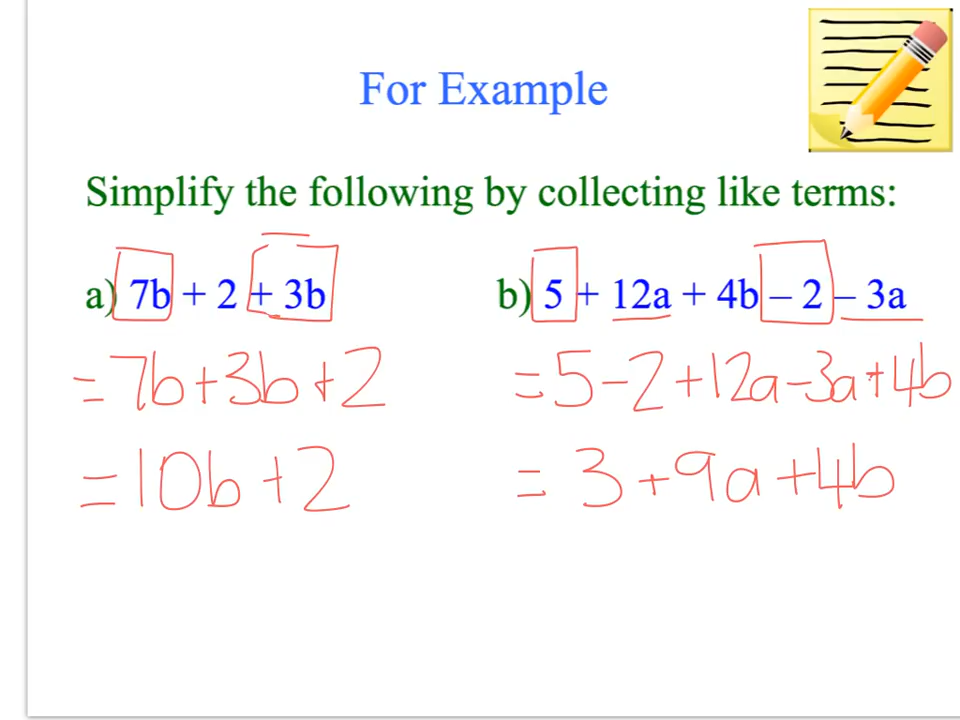 For Example
Simplify the following by collecting like terms:
a) 7b + 2 + 3b
= 7b + 3b + 2
= 10b + 2
b) 5 + 12a + 4b – 2 – 3a
= 5 - 2 + 12a - 3a + 4b
= 3 + 9a + 4b